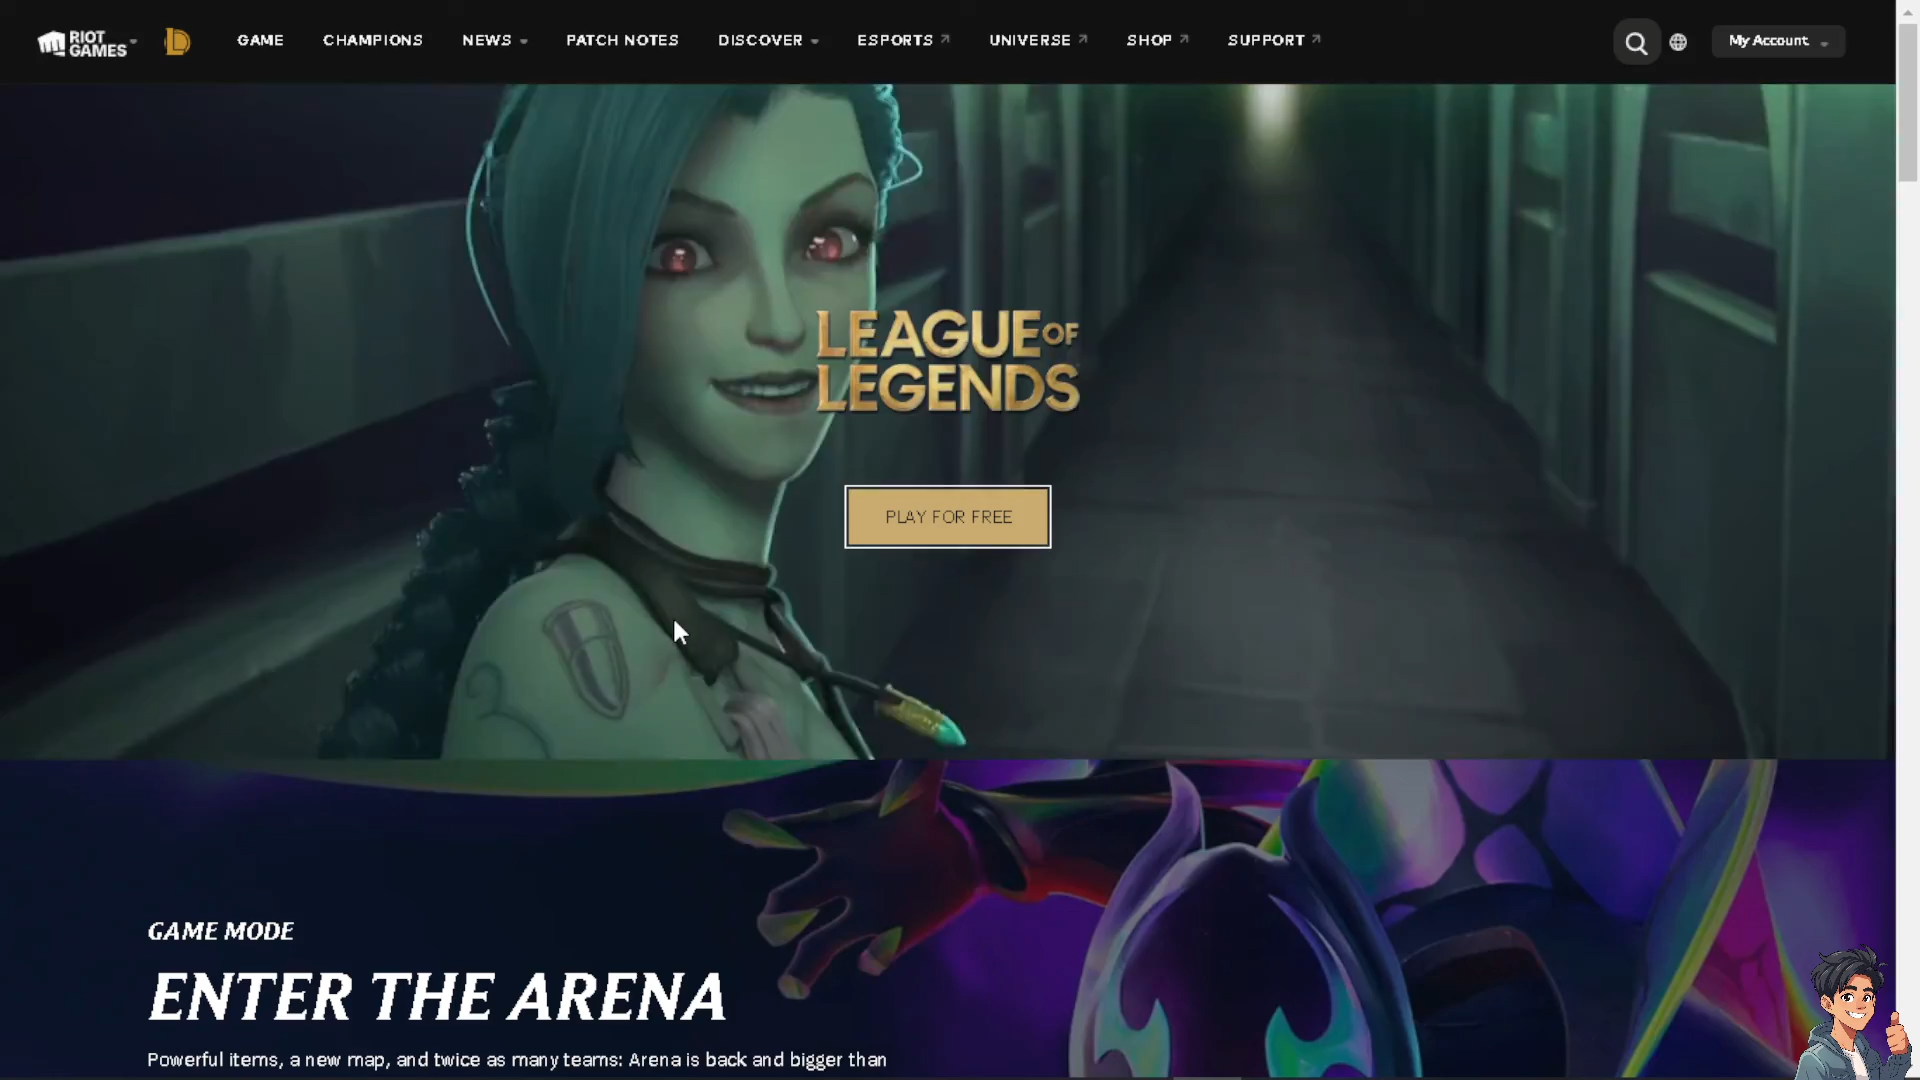 RIOT GAMES
GAME
CHAMPIONS
NEWS
PATCH NOTES
DISCOVER
ESPORTS
UNIVERSE
SHOP
SUPPORT
My Account
LEAGUE OF
LEGENDS
PLAY FOR FREE
GAME MODE
ENTER THE ARENA
Powerful items, a new map, and twice as many teams: Arena is back and bigger than